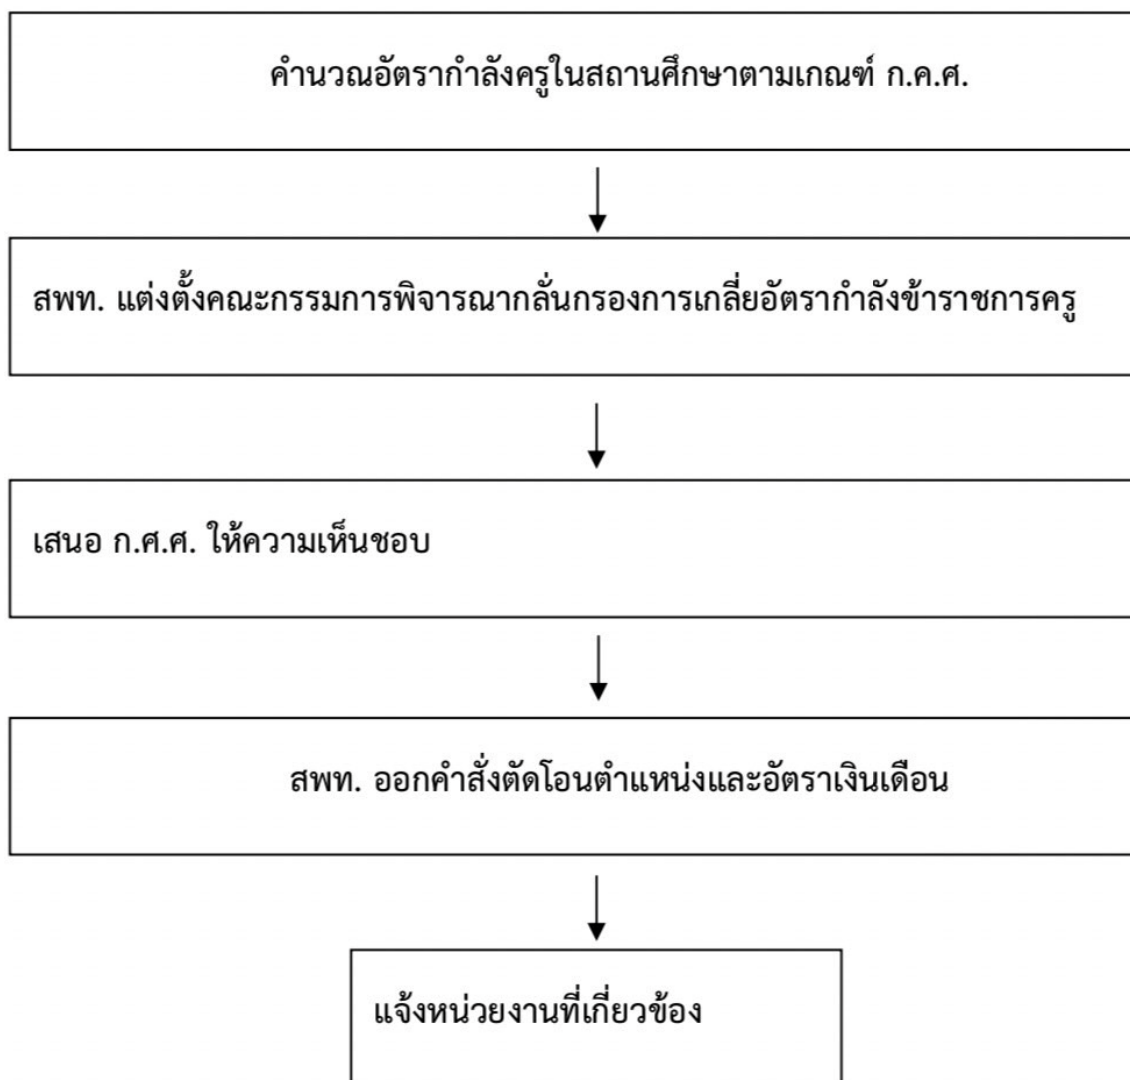 คำนวณอัตรากำลังครูในสถานศึกษาตามเกณฑ์ ก.ค.ศ.
สพท. แต่งตั้งคณะกรรมการพิจารณากลั่นกรองการเกลี่ยอัตรากำลังข้าราชการครู
เสนอ ก.ศ.ศ. ให้ความเห็นชอบ
สพท. ออกคำสั่งตัดโอนตำแหน่งและอัตราเงินเดือน
แจ้งหน่วยงานที่เกี่ยวข้อง